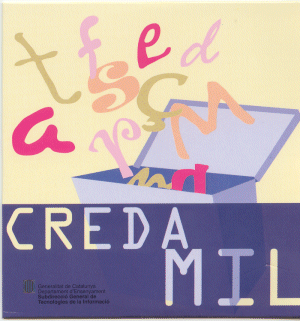 t f e d
a s ç
p M
m a
CREDA
MIL
Generalitat de Catalunya
Departament d'Ensenyament
Subdirecció General de
Tecnologies de la Informació